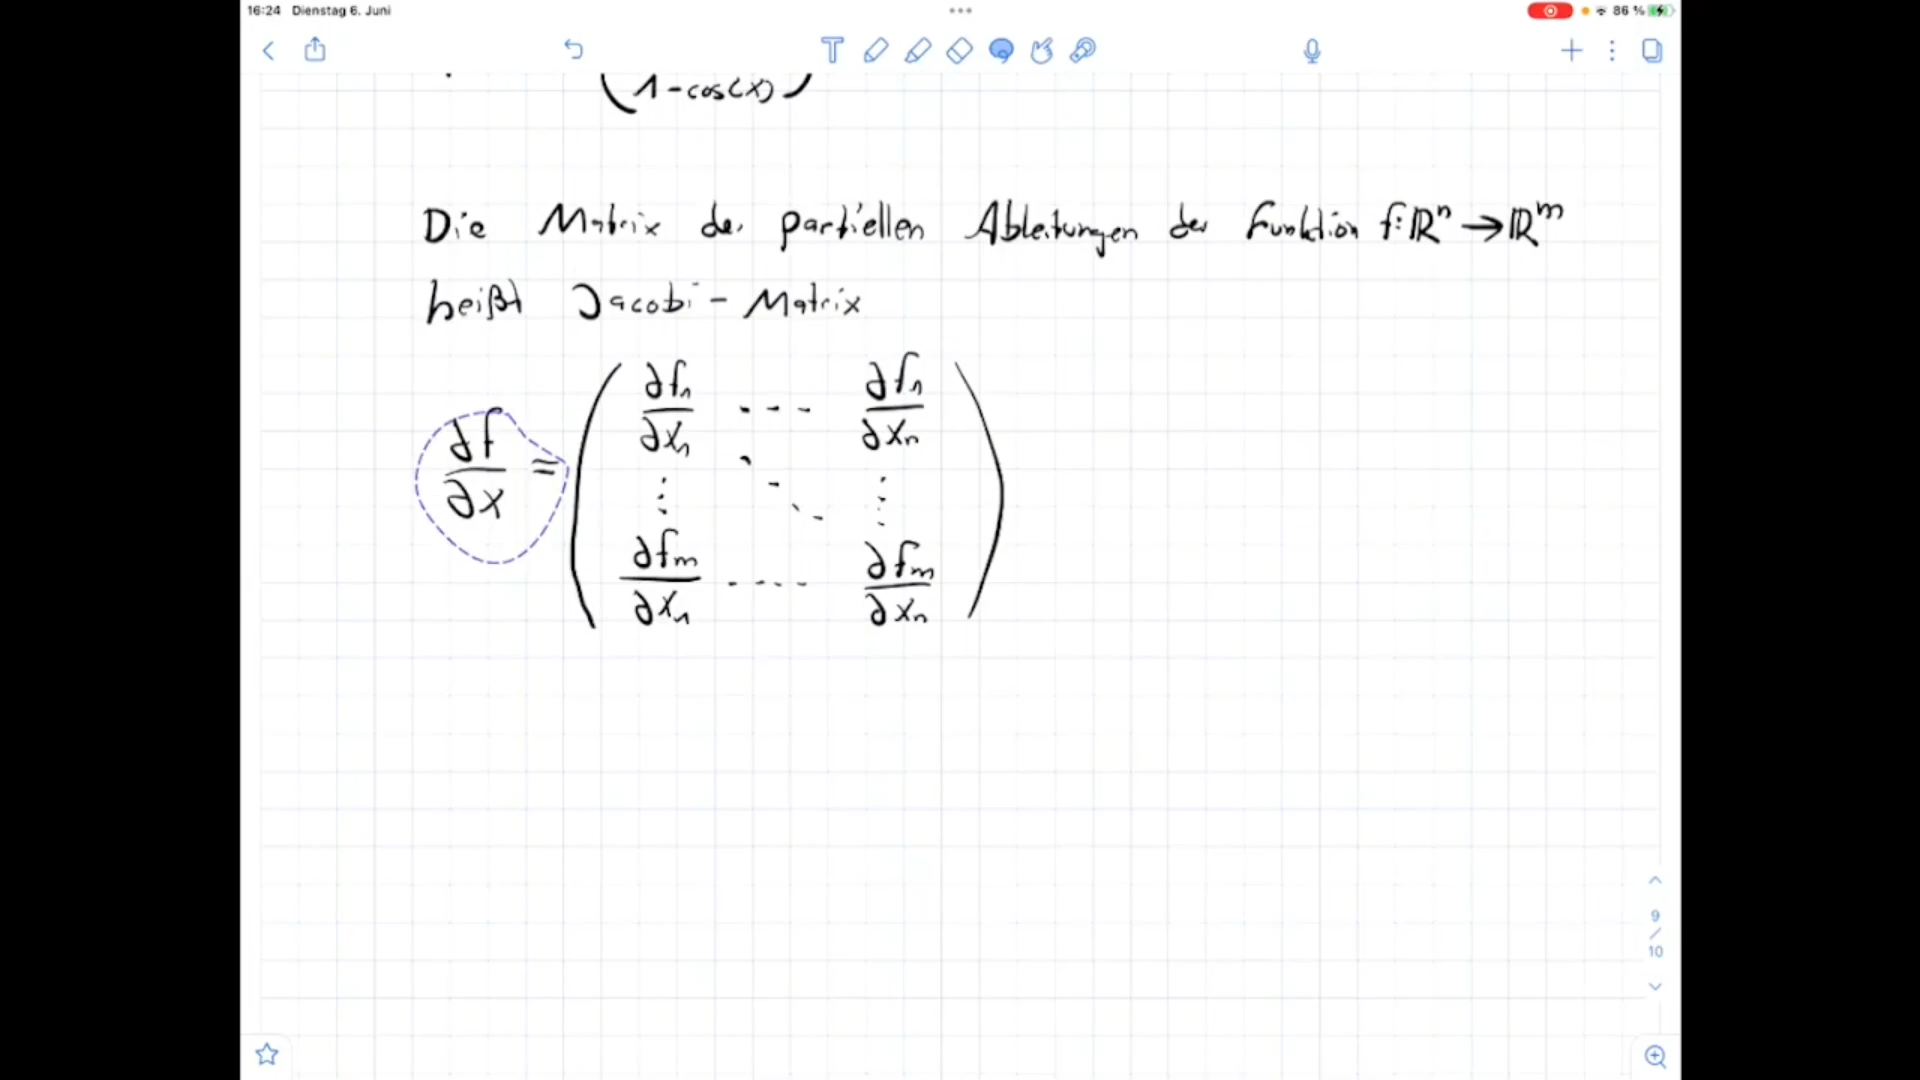 16:24 Dienstag 6. Juni
86 %
(1-cos(x))
Die Matrix der partiellen Ableitungen der Funktion f:ℝⁿ→ℝᵐ
heißt Jacobi-Matrix
∂f₁ --- ∂f₁
∂x₁ ∂xₙ
∂f
∂x =
⋮ ⋱ ⋮
∂fₘ ---- ∂fₘ
∂x₁ ∂xₙ
9
/
10